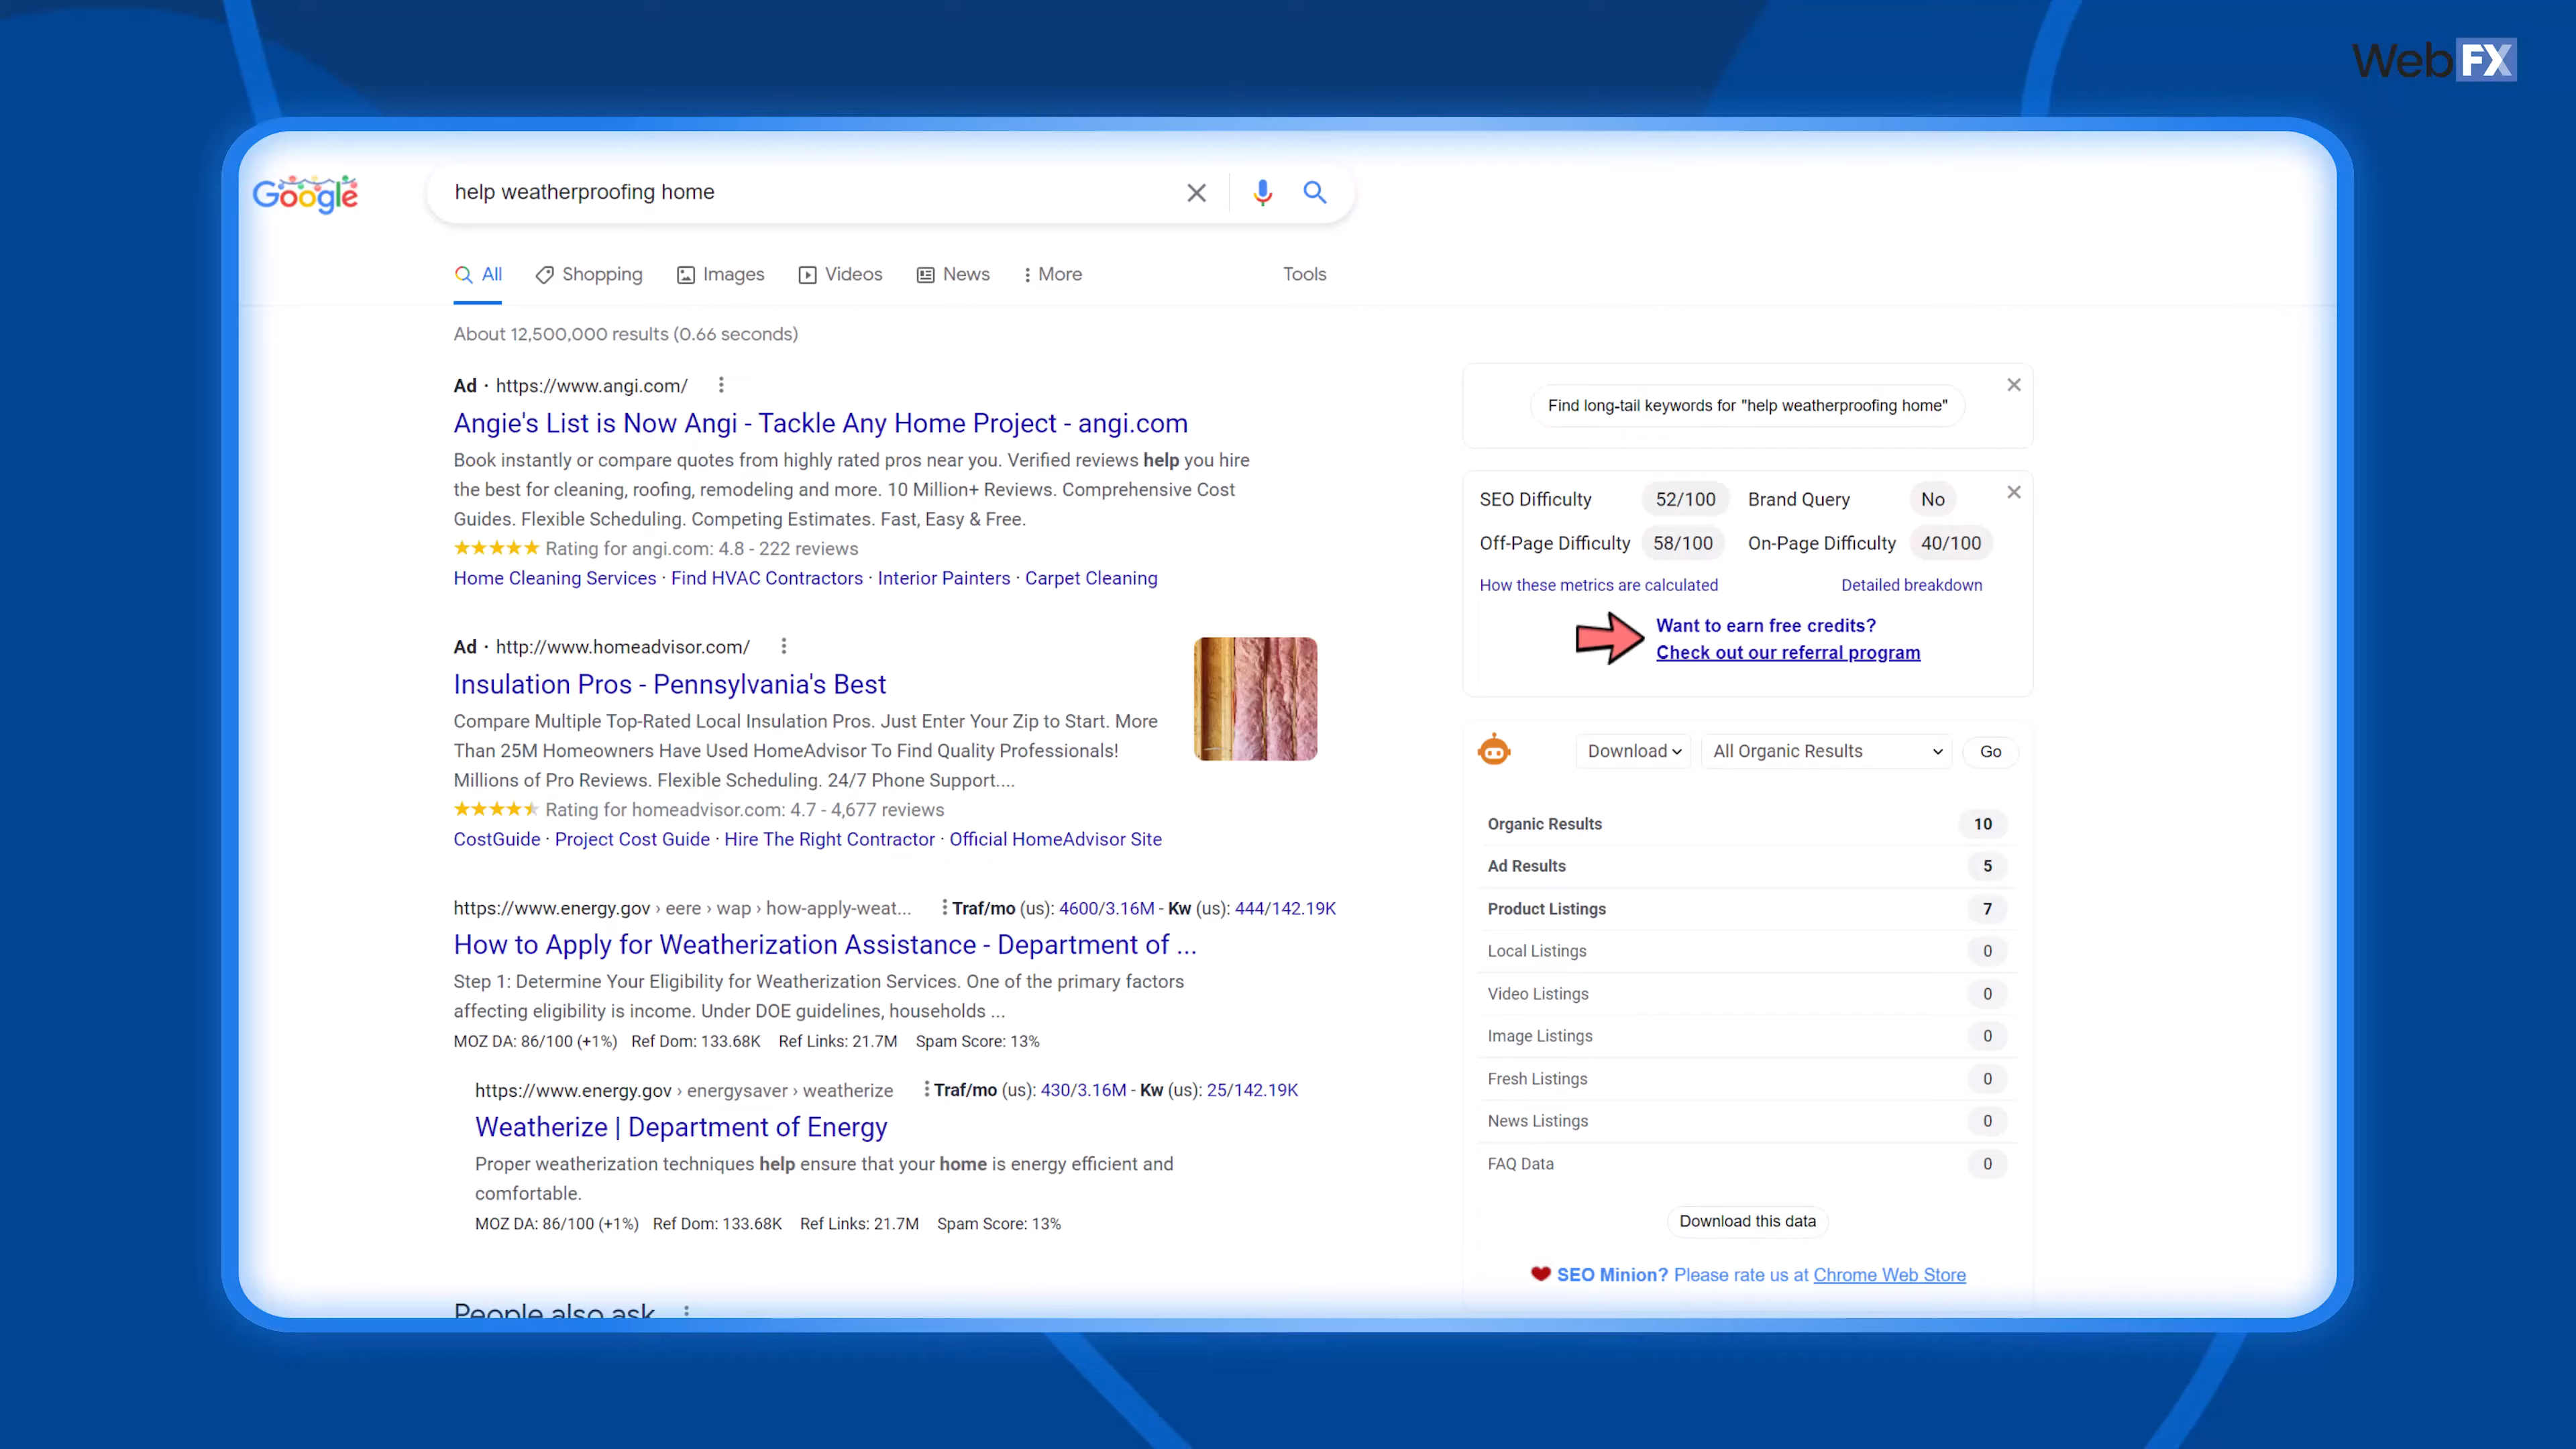 WebFX
Google
help weatherproofing home
All Shopping Images Videos News More Tools
About 12,500,000 results (0.66 seconds)
Ad · https://www.angi.com/
Angie's List is Now Angi - Tackle Any Home Project - angi.com
Book instantly or compare quotes from highly rated pros near you. Verified reviews help you hire
the best for cleaning, roofing, remodeling and more. 10 Million+ Reviews. Comprehensive Cost
Guides. Flexible Scheduling. Competing Estimates. Fast, Easy & Free.
Rating for angi.com: 4.8 - 222 reviews
Home Cleaning Services · Find HVAC Contractors · Interior Painters · Carpet Cleaning
Ad · http://www.homeadvisor.com/
Insulation Pros - Pennsylvania's Best
Compare Multiple Top-Rated Local Insulation Pros. Just Enter Your Zip to Start. More
Than 25M Homeowners Have Used HomeAdvisor To Find Quality Professionals!
Millions of Pro Reviews. Flexible Scheduling. 24/7 Phone Support....
Rating for homeadvisor.com: 4.7 - 4,677 reviews
CostGuide · Project Cost Guide · Hire The Right Contractor · Official HomeAdvisor Site
https://www.energy.gov › eere › wap › how-apply-weat... Traf/mo (us): 4600/3.16M - Kw (us): 444/142.19K
How to Apply for Weatherization Assistance - Department of ...
Step 1: Determine Your Eligibility for Weatherization Services. One of the primary factors
affecting eligibility is income. Under DOE guidelines, households ...
MOZ DA: 86/100 (+1%) Ref Dom: 133.68K Ref Links: 21.7M Spam Score: 13%
https://www.energy.gov › energysaver › weatherize Traf/mo (us): 430/3.16M - Kw (us): 25/142.19K
Weatherize | Department of Energy
Proper weatherization techniques help ensure that your home is energy efficient and
comfortable.
MOZ DA: 86/100 (+1%) Ref Dom: 133.68K Ref Links: 21.7M Spam Score: 13%
People also ask
Find long-tail keywords for "help weatherproofing home"
SEO Difficulty 52/100 Brand Query No
Off-Page Difficulty 58/100 On-Page Difficulty 40/100
How these metrics are calculated Detailed breakdown
Want to earn free credits?
Check out our referral program
Download All Organic Results Go
Organic Results 10
Ad Results 5
Product Listings 7
Local Listings 0
Video Listings 0
Image Listings 0
Fresh Listings 0
News Listings 0
FAQ Data 0
Download this data
SEO Minion? Please rate us at Chrome Web Store